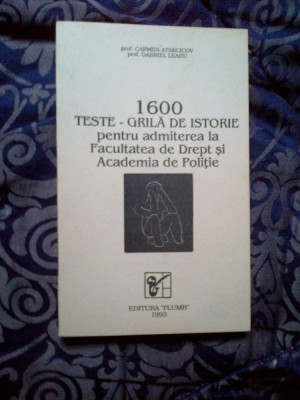 prof. CARMEN ATARCICOV
prof. GABRIEL LEAHU
1600
TESTE - GRILĂ DE ISTORIE
pentru admiterea la
Facultatea de Drept și
Academia de Poliție
EDITURA "PLUMB"
1993